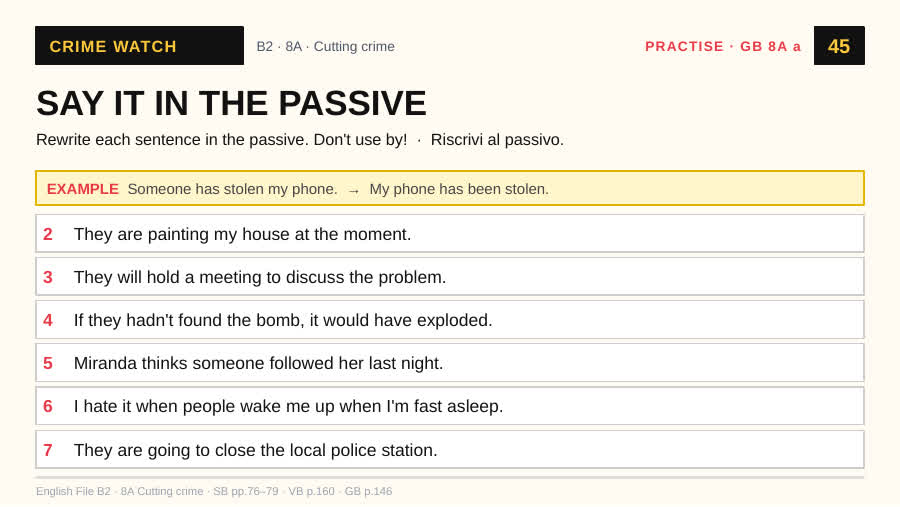 CRIME WATCH B2 · 8A · Cutting crime PRACTISE · GB 8A a 45
SAY IT IN THE PASSIVE
Rewrite each sentence in the passive. Don't use by! · Riscrivi al passivo.
EXAMPLE Someone has stolen my phone. → My phone has been stolen.
2 They are painting my house at the moment.
3 They will hold a meeting to discuss the problem.
4 If they hadn't found the bomb, it would have exploded.
5 Miranda thinks someone followed her last night.
6 I hate it when people wake me up when I'm fast asleep.
7 They are going to close the local police station.
English File B2 · 8A Cutting crime · SB pp.76–79 · VB p.160 · GB p.146